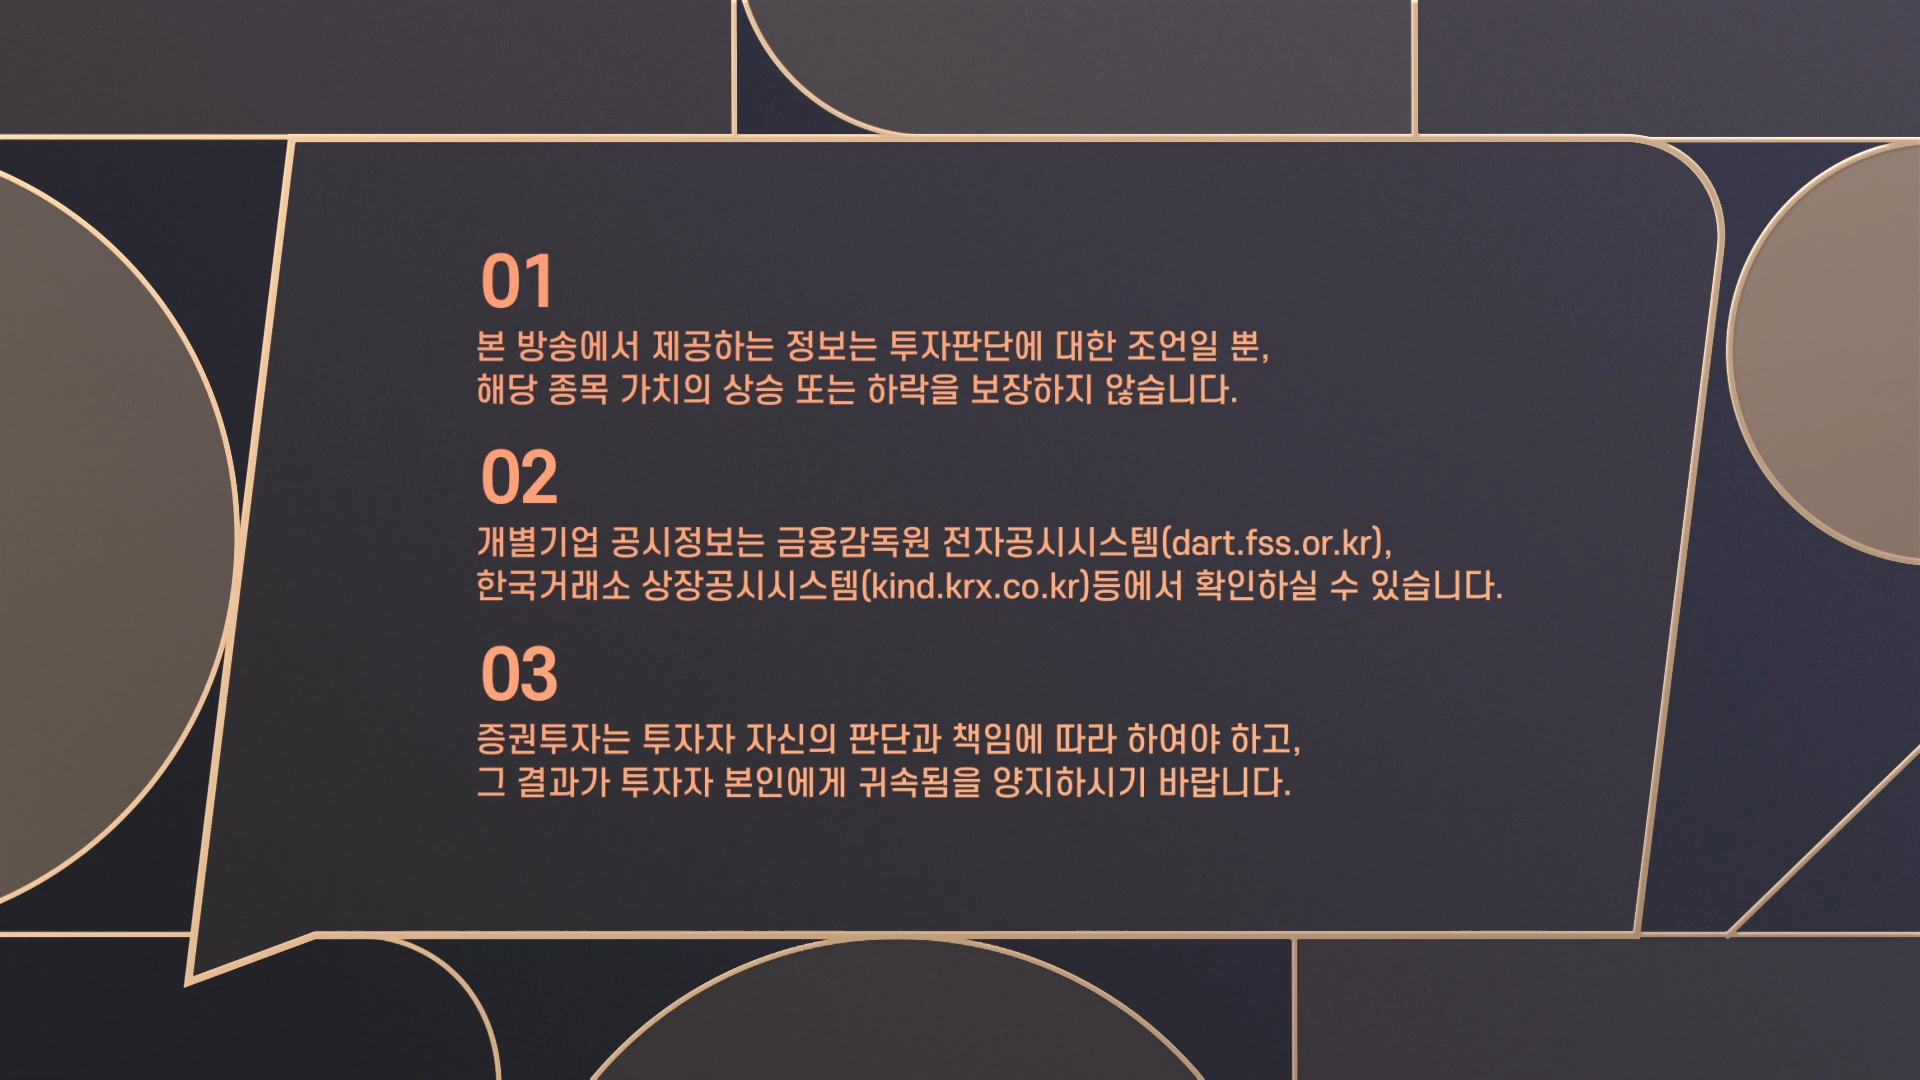 01
본 방송에서 제공하는 정보는 투자판단에 대한 조언일 뿐,
해당 종목 가치의 상승 또는 하락을 보장하지 않습니다.
02
개별기업 공시정보는 금융감독원 전자공시시스템(dart.fss.or.kr),
한국거래소 상장공시시스템(kind.krx.co.kr)등에서 확인하실 수 있습니다.
03
증권투자는 투자자 자신의 판단과 책임에 따라 하여야 하고,
그 결과가 투자자 본인에게 귀속됨을 양지하시기 바랍니다.